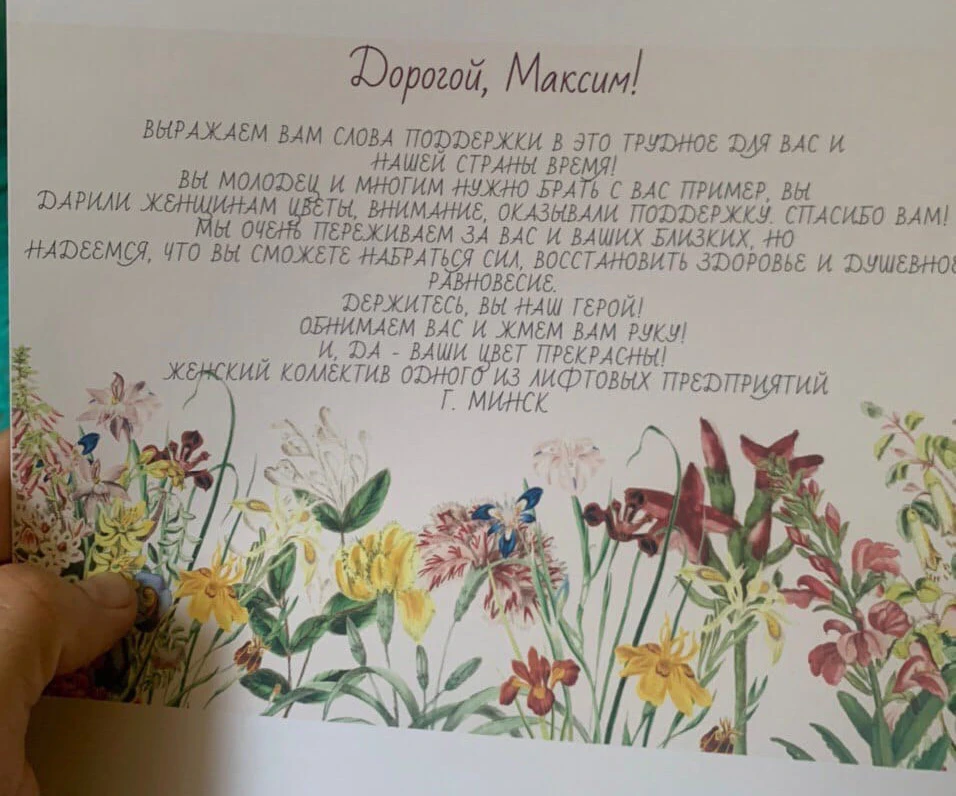 Дорогой, Максим!
ВЫРАЖАЕМ ВАМ СЛОВА ПОДДЕРЖКИ В ЭТО ТРУДНОЕ ДЛЯ ВАС И
НАШЕЙ СТРАНЫ ВРЕМЯ!
ВЫ МОЛОДЕЦ И МНОГИМ НУЖНО БРАТЬ С ВАС ПРИМЕР, ВЫ
ДАРИЛИ ЖЕНЩИНАМ ЦВЕТЫ, ВНИМАНИЕ, ОКАЗЫВАЛИ ПОДДЕРЖКУ. СПАСИБО ВАМ!
МЫ ОЧЕНЬ ПЕРЕЖИВАЕМ ЗА ВАС И ВАШИХ БЛИЗКИХ, НО
НАДЕЕМСЯ, ЧТО ВЫ СМОЖЕТЕ НАБРАТЬСЯ СИЛ, ВОССТАНОВИТЬ ЗДОРОВЬЕ И ДУШЕВНОЕ
РАВНОВЕСИЕ.
ДЕРЖИТЕСЬ, ВЫ НАШ ГЕРОЙ!
ОБНИМАЕМ ВАС И ЖМЕМ ВАМ РУКУ!
И, ДА - ВАШИ ЦВЕТ ПРЕКРАСНЫ!
ЖЕНСКИЙ КОЛЛЕКТИВ ОДНОГО ИЗ ЛИФТОВЫХ ПРЕДПРИЯТИЙ
Г. МИНСК